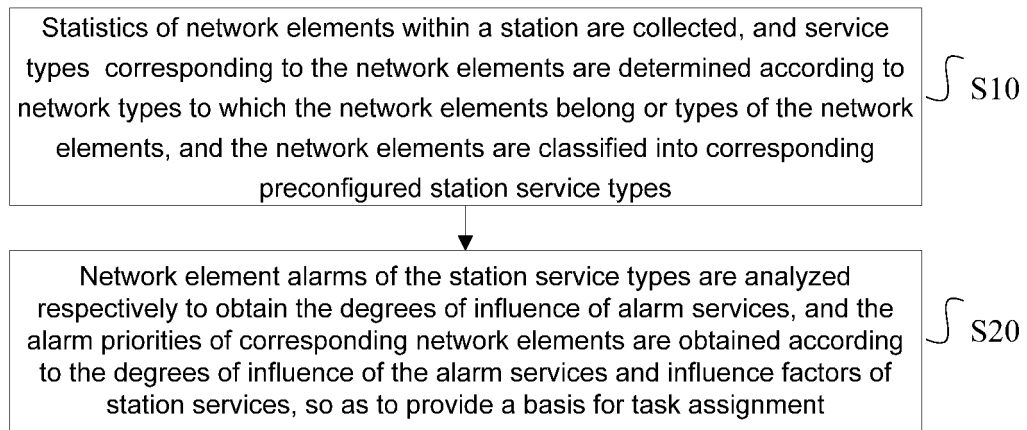 Statistics of network elements within a station are collected, and service
types corresponding to the network elements are determined according to
network types to which the network elements belong or types of the network
elements, and the network elements are classified into corresponding
preconfigured station service types
S10
Network element alarms of the station service types are analyzed
respectively to obtain the degrees of influence of alarm services, and the
alarm priorities of corresponding network elements are obtained according
to the degrees of influence of the alarm services and influence factors of
station services, so as to provide a basis for task assignment
S20